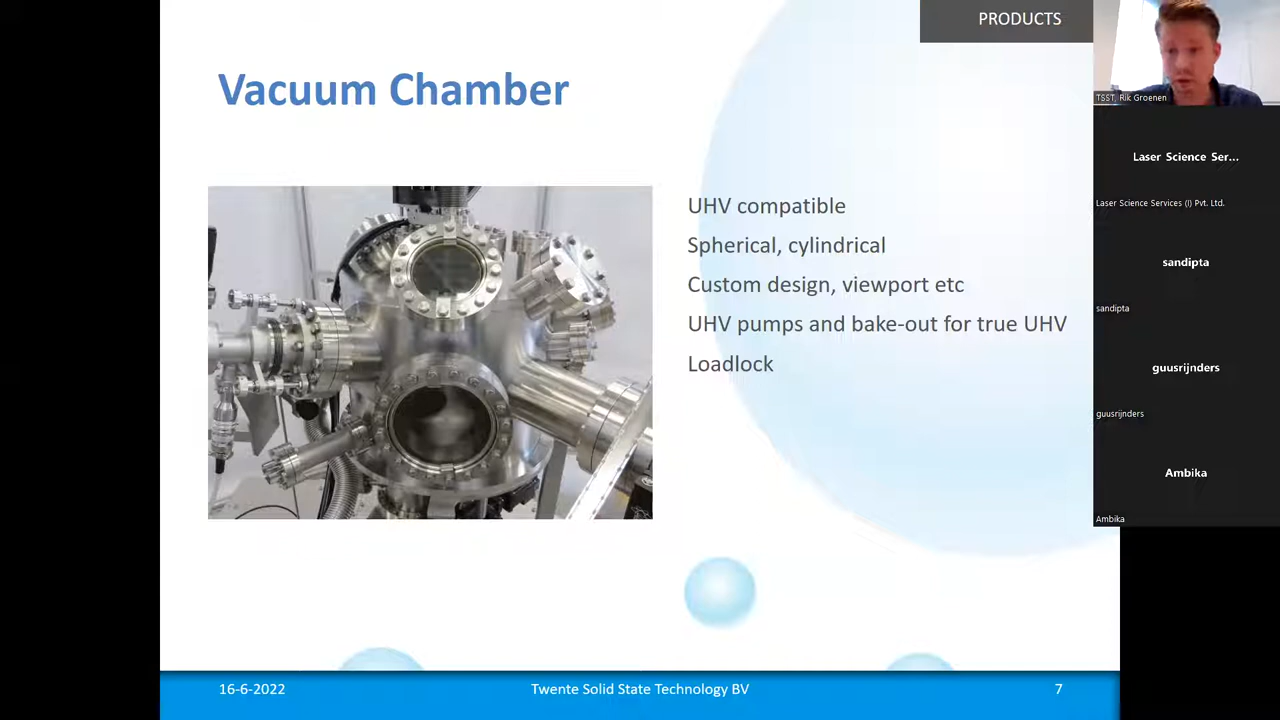 PRODUCTS
Vacuum Chamber
UHV compatible
Spherical, cylindrical
Custom design, viewport etc
UHV pumps and bake-out for true UHV
Loadlock
16-6-2022
Twente Solid State Technology BV
7
TSST, Rik Groenen
Laser Science Ser...
Laser Science Services (I) Pvt. Ltd.
sandipta
sandipta
guusrijnders
guusrijnders
Ambika
Ambika